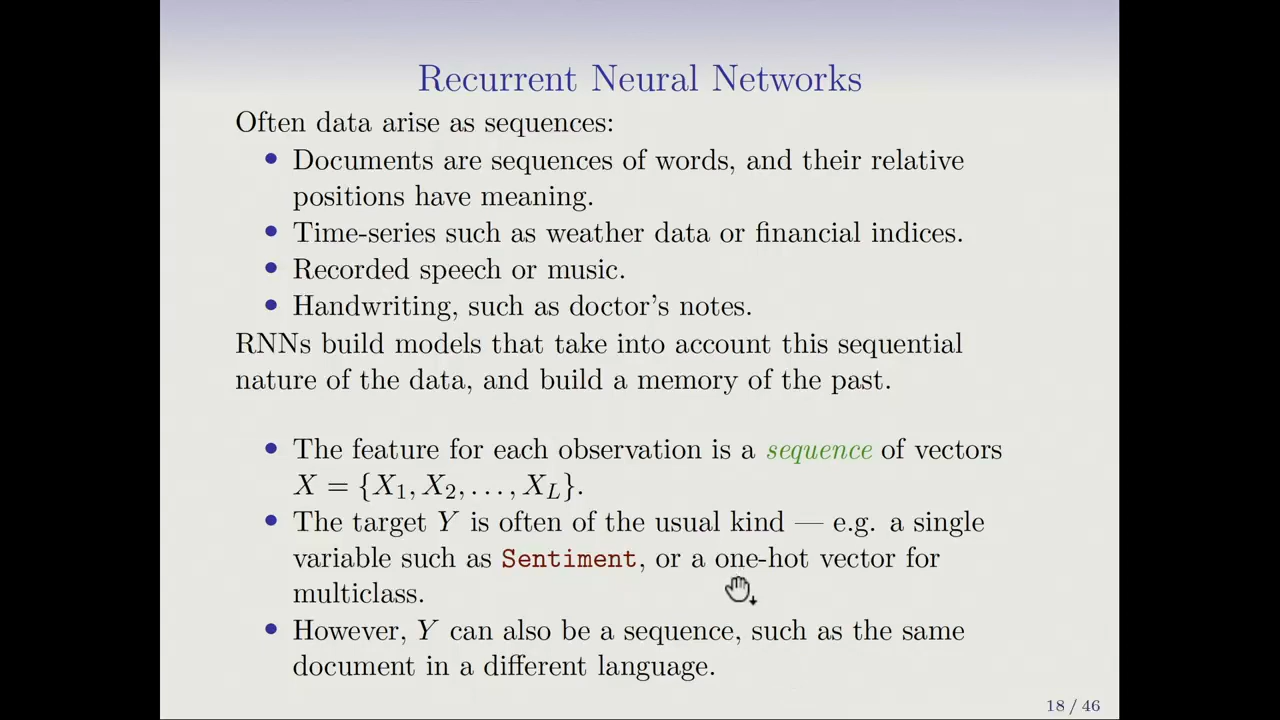 Recurrent Neural Networks
Often data arise as sequences:
• Documents are sequences of words, and their relative
positions have meaning.
• Time-series such as weather data or financial indices.
• Recorded speech or music.
• Handwriting, such as doctor's notes.
RNNs build models that take into account this sequential
nature of the data, and build a memory of the past.
• The feature for each observation is a sequence of vectors
X = {X₁, X₂, . . . , X_L}.
• The target Y is often of the usual kind — e.g. a single
variable such as Sentiment, or a one-hot vector for
multiclass.
• However, Y can also be a sequence, such as the same
document in a different language.
18 / 46